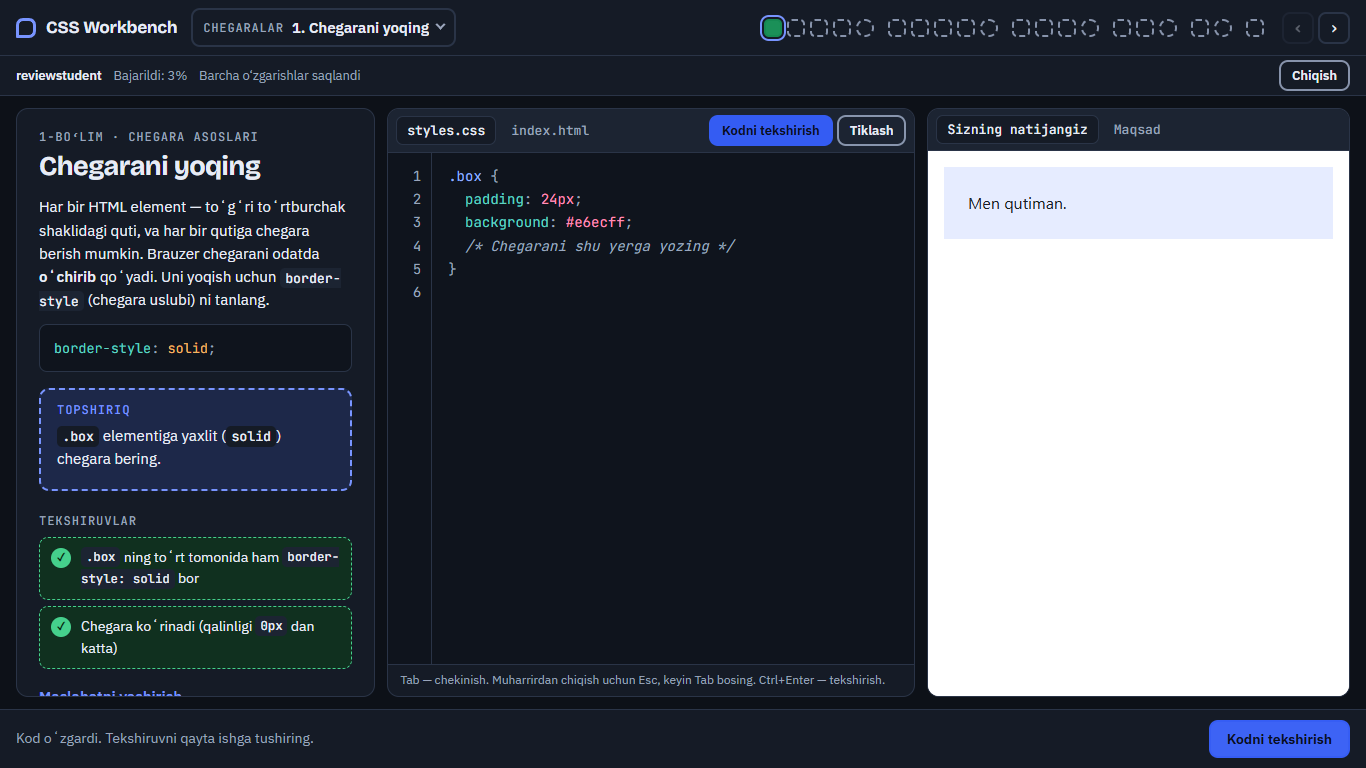 CSS Workbench
CHEGARALAR 1. Chegarani yoqing
‹ ›
reviewstudent Bajarildi: 3% Barcha oʻzgarishlar saqlandi
Chiqish
1-BOʻLIM · CHEGARA ASOSLARI
Chegarani yoqing
Har bir HTML element — toʻgʻri toʻrtburchak
shaklidagi quti, va har bir qutiga chegara
berish mumkin. Brauzer chegarani odatda
oʻchirib qoʻyadi. Uni yoqish uchun border-
style (chegara uslubi) ni tanlang.
border-style: solid;
TOPSHIRIQ
.box elementiga yaxlit ( solid )
chegara bering.
TEKSHIRUVLAR
✓ .box ning toʻrt tomonida ham border-
style: solid bor
✓ Chegara koʻrinadi (qalinligi 0px dan
katta)
Maslahatni yashirish
styles.css index.html
Kodni tekshirish Tiklash
1 .box {
2 padding: 24px;
3 background: #e6ecff;
4 /* Chegarani shu yerga yozing */
5 }
6
Tab — chekinish. Muharrirdan chiqish uchun Esc, keyin Tab bosing. Ctrl+Enter — tekshirish.
Sizning natijangiz Maqsad
Men qutiman.
Kod oʻzgardi. Tekshiruvni qayta ishga tushiring.
Kodni tekshirish